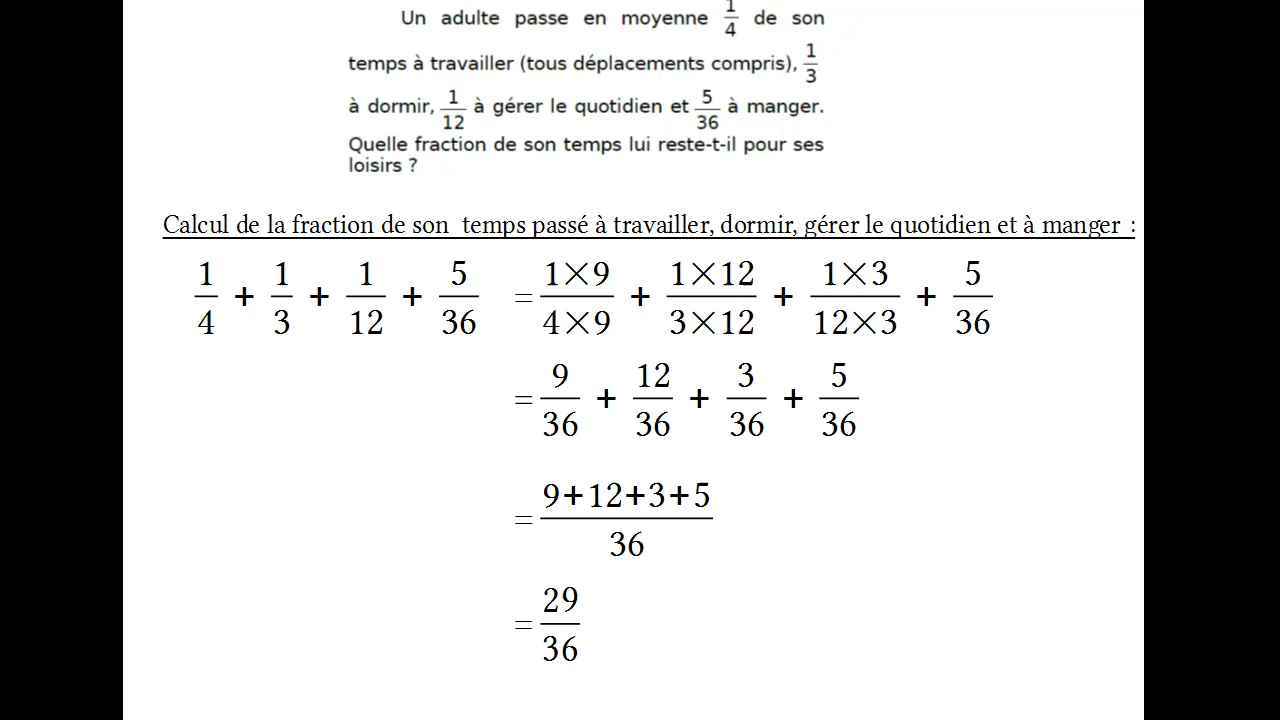 Un adulte passe en moyenne 1/4 de son
temps à travailler (tous déplacements compris), 1/3
à dormir, 1/12 à gérer le quotidien et 5/36 à manger.
Quelle fraction de son temps lui reste-t-il pour ses
loisirs ?
Calcul de la fraction de son temps passé à travailler, dormir, gérer le quotidien et à manger :
1/4 + 1/3 + 1/12 + 5/36 = 1×9/4×9 + 1×12/3×12 + 1×3/12×3 + 5/36
= 9/36 + 12/36 + 3/36 + 5/36
= 9+12+3+5/36
= 29/36